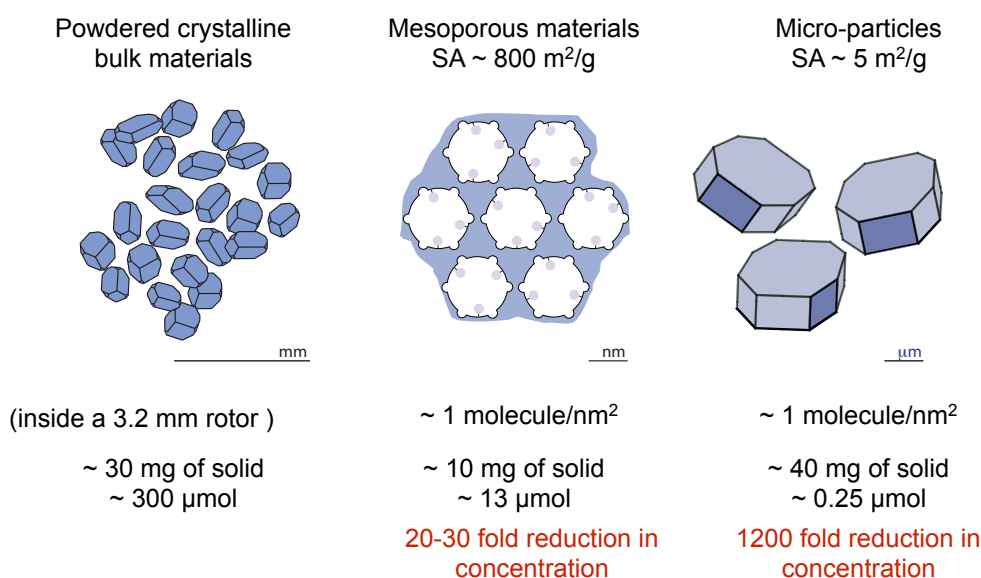 Powdered crystalline
bulk materials
Mesoporous materials
SA ~ 800 m²/g
Micro-particles
SA ~ 5 m²/g
mm
nm
μm
(inside a 3.2 mm rotor )
~ 1 molecule/nm²
~ 1 molecule/nm²
~ 30 mg of solid
~ 300 μmol
~ 10 mg of solid
~ 13 μmol
~ 40 mg of solid
~ 0.25 μmol
20-30 fold reduction in
concentration
1200 fold reduction in
concentration